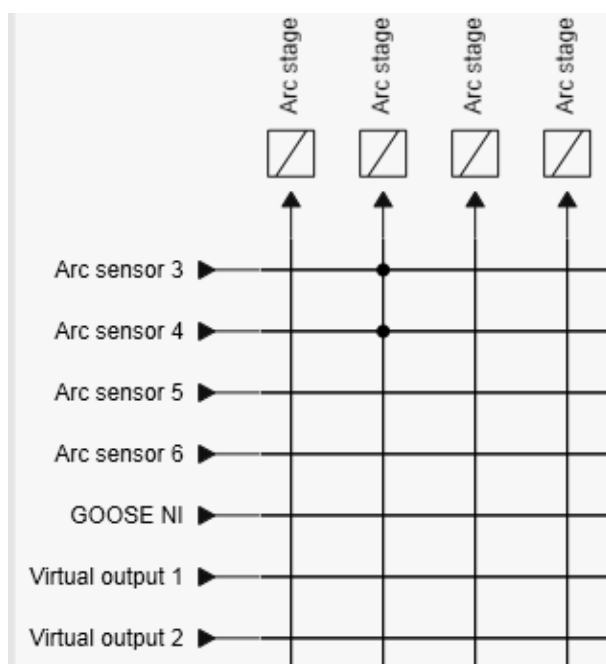 Arc stage
Arc stage
Arc stage
Arc stage
Arc sensor 3
Arc sensor 4
Arc sensor 5
Arc sensor 6
GOOSE NI
Virtual output 1
Virtual output 2